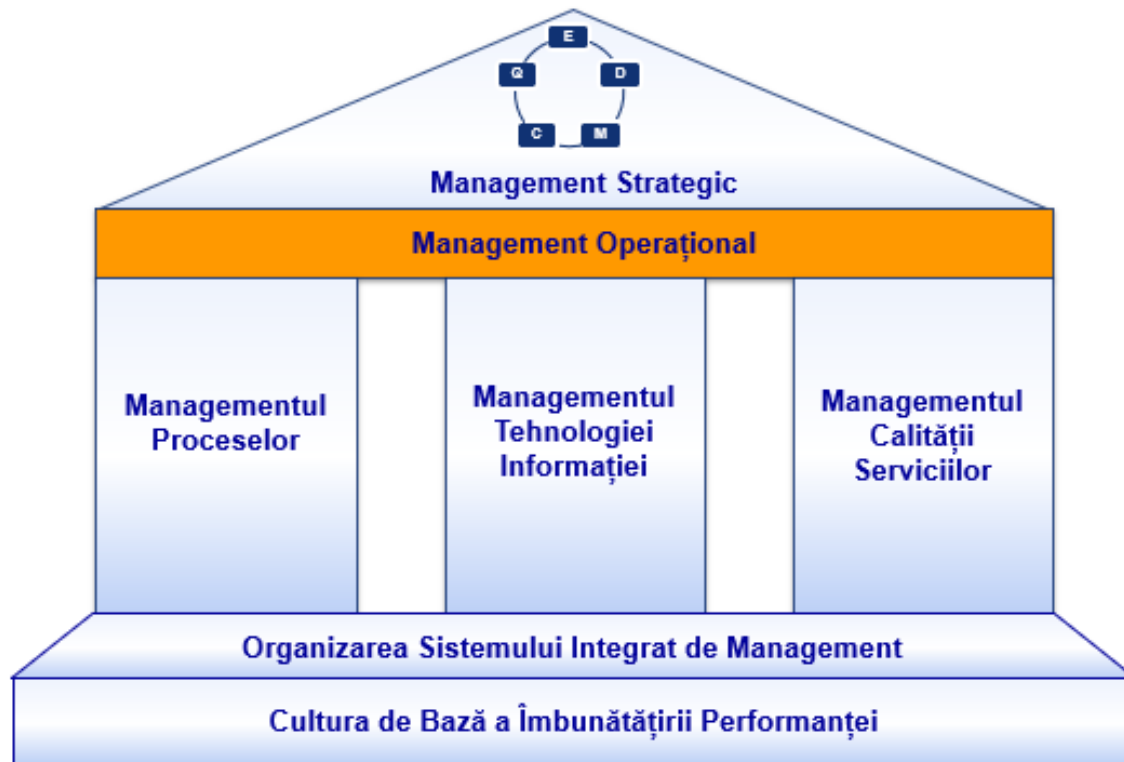 E
Q
D
C
M
Management Strategic
Management Operațional
Managementul
Proceselor
Managementul
Tehnologiei
Informației
Managementul
Calității
Serviciilor
Organizarea Sistemului Integrat de Management
Cultura de Bază a Îmbunătățirii Performanței